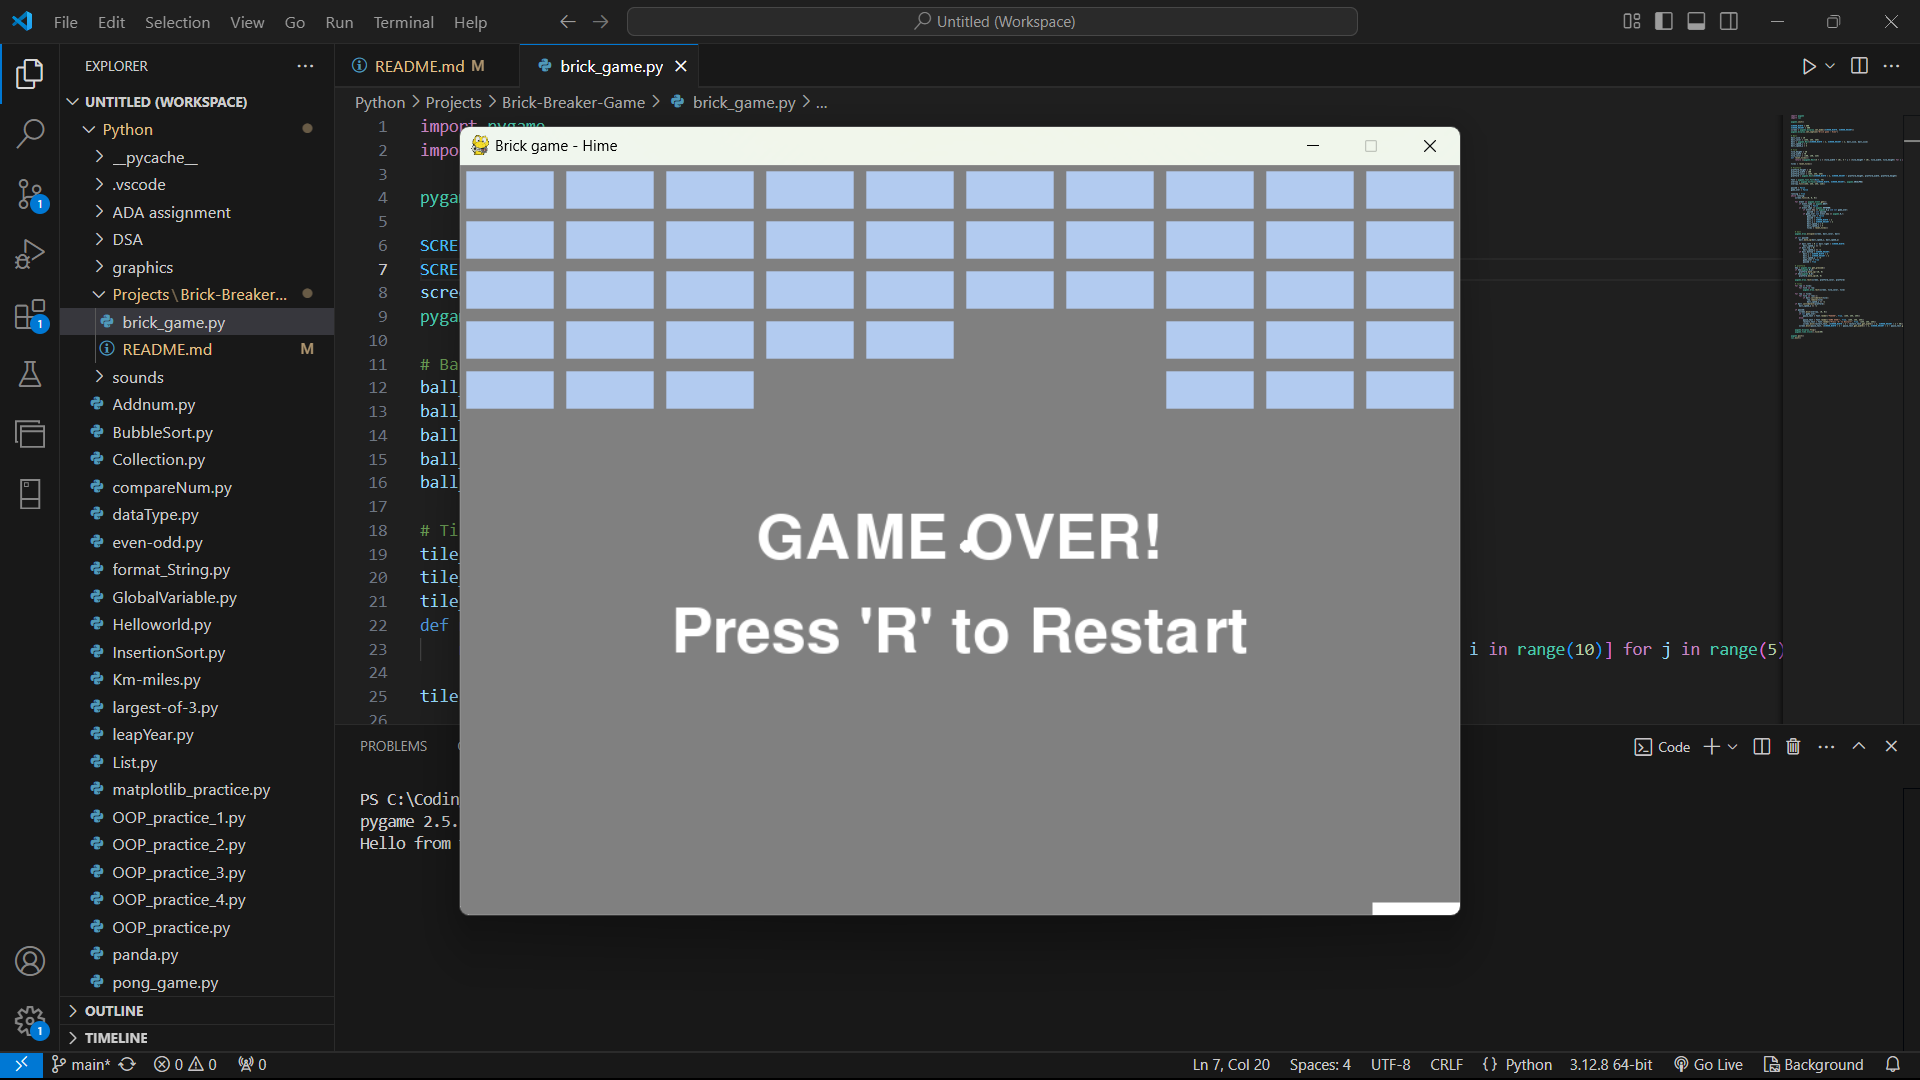 File Edit Selection View Go Run Terminal Help
Untitled (Workspace)
EXPLORER
UNTITLED (WORKSPACE)
Python
__pycache__
.vscode
ADA assignment
DSA
graphics
Projects\Brick-Breaker...
brick_game.py
README.md M
sounds
Addnum.py
BubbleSort.py
Collection.py
compareNum.py
dataType.py
even-odd.py
format_String.py
GlobalVariable.py
Helloworld.py
InsertionSort.py
Km-miles.py
largest-of-3.py
leapYear.py
List.py
matplotlib_practice.py
OOP_practice_1.py
OOP_practice_2.py
OOP_practice_3.py
OOP_practice_4.py
OOP_practice.py
panda.py
pong_game.py
OUTLINE
TIMELINE
1
1
1
README.md M
brick_game.py
Python > Projects > Brick-Breaker-Game > brick_game.py > ...
1 import pygame
2 impo
3
4 pyga
5
6 SCRE
7 SCRE
8 scre
9 pyga
10
11 # Ba
12 ball
13 ball
14 ball
15 ball
16 ball
17
18 # Ti
19 tile
20 tile
21 tile
22 def
23 i in range(10)] for j in range(5)
24
25 tile
26
Brick game - Hime
GAME OVER!
Press 'R' to Restart
PROBLEMS
Code
PS C:\Codin
pygame 2.5.
Hello from
main* 0 0 0
Ln 7, Col 20 Spaces: 4 UTF-8 CRLF {} Python 3.12.8 64-bit Go Live Background